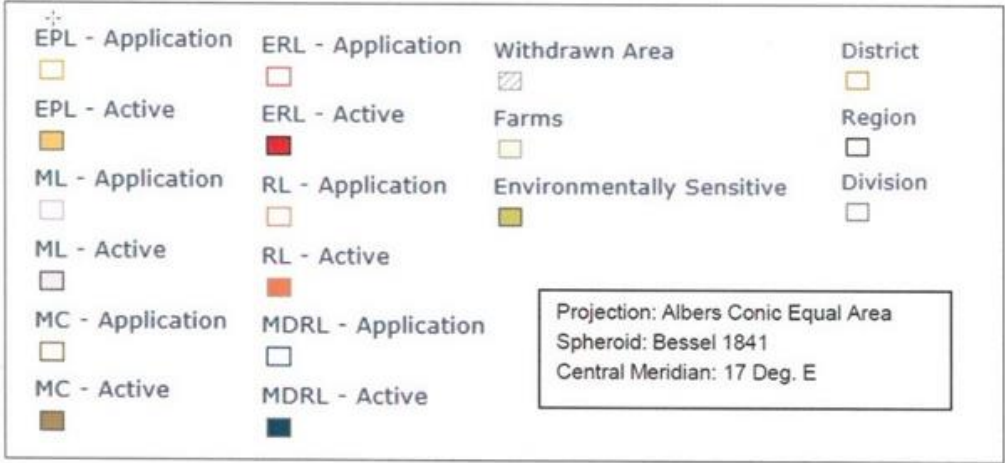 EPL - Application
EPL - Active
ML - Application
ML - Active
MC - Application
MC - Active
ERL - Application
ERL - Active
RL - Application
RL - Active
MDRL - Application
MDRL - Active
Withdrawn Area
Farms
Environmentally Sensitive
District
Region
Division
Projection: Albers Conic Equal Area
Spheroid: Bessel 1841
Central Meridian: 17 Deg. E